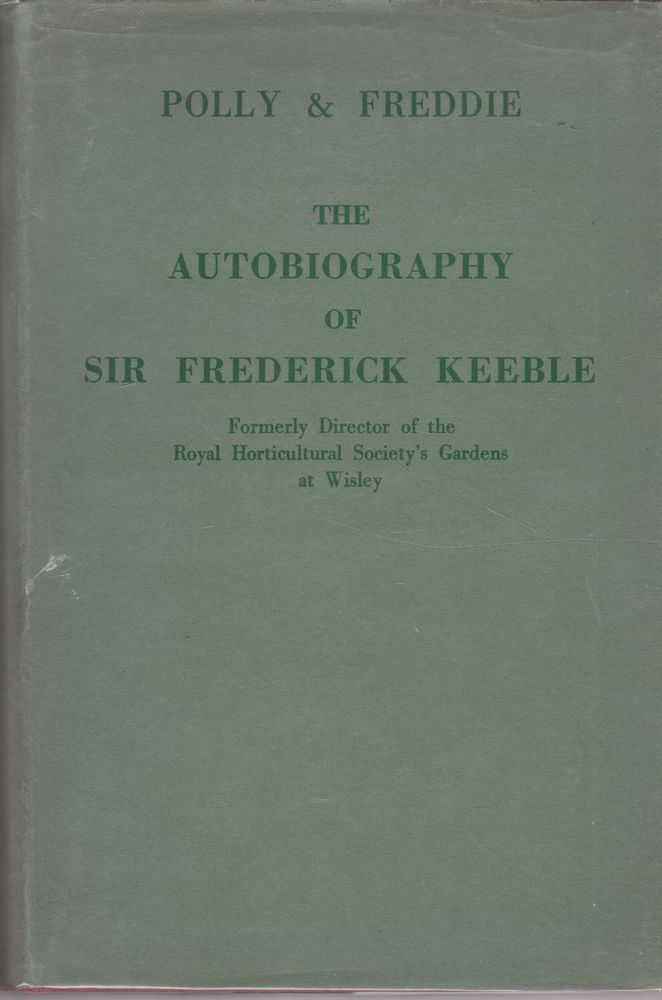 POLLY & FREDDIE
THE
AUTOBIOGRAPHY
OF
SIR FREDERICK KEEBLE
Formerly Director of the
Royal Horticultural Society's Gardens
at Wisley